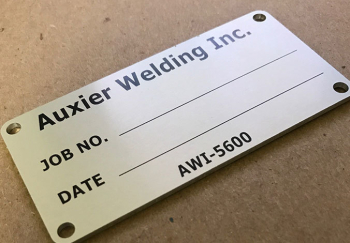 Auxier Welding Inc.
JOB NO.
DATE
AWI-5600